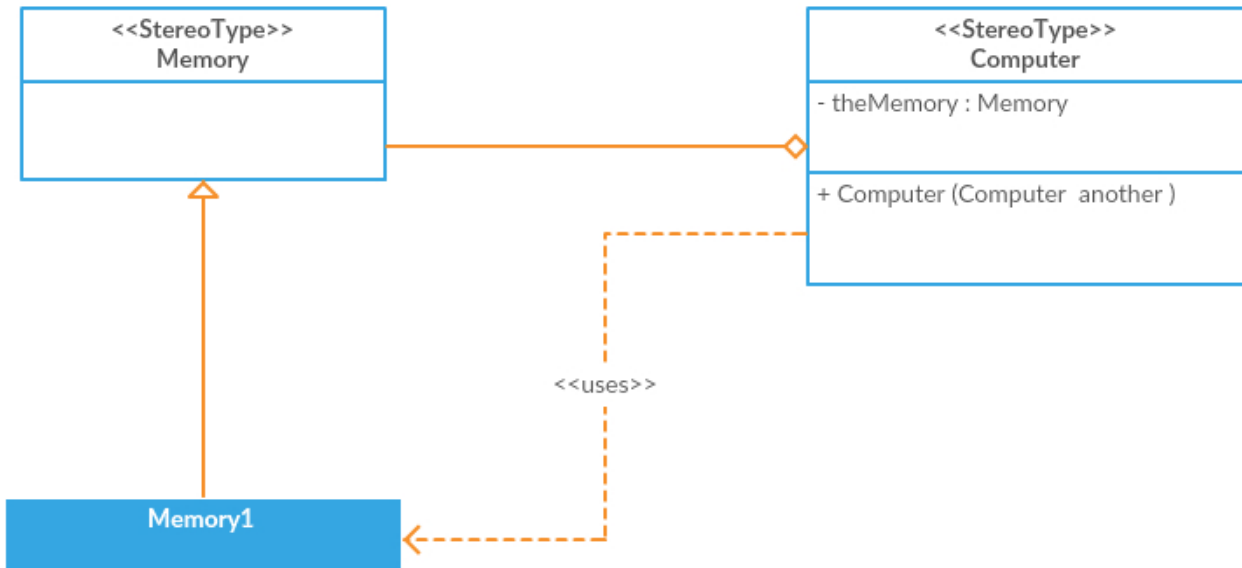 <<StereoType>>
Memory
<<StereoType>>
Computer
- theMemory : Memory
+ Computer (Computer another )
<<uses>>
Memory1